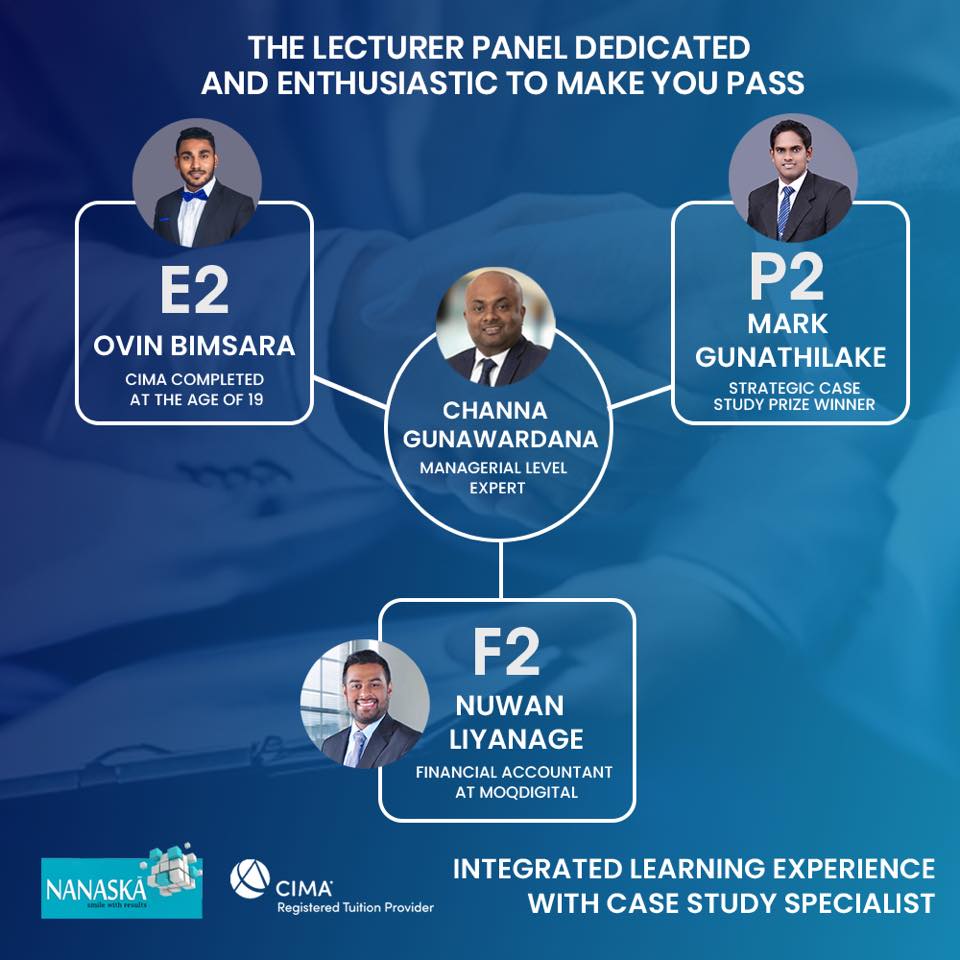 THE LECTURER PANEL DEDICATED
AND ENTHUSIASTIC TO MAKE YOU PASS
E2
OVIN BIMSARA
CIMA COMPLETED
AT THE AGE OF 19
P2
MARK
GUNATHILAKE
STRATEGIC CASE
STUDY PRIZE WINNER
CHANNA
GUNAWARDANA
MANAGERIAL LEVEL
EXPERT
F2
NUWAN
LIYANAGE
FINANCIAL ACCOUNTANT
AT MOQDIGITAL
NANASKĀ
smile with results
CIMA®
Registered Tuition Provider
INTEGRATED LEARNING EXPERIENCE
WITH CASE STUDY SPECIALIST